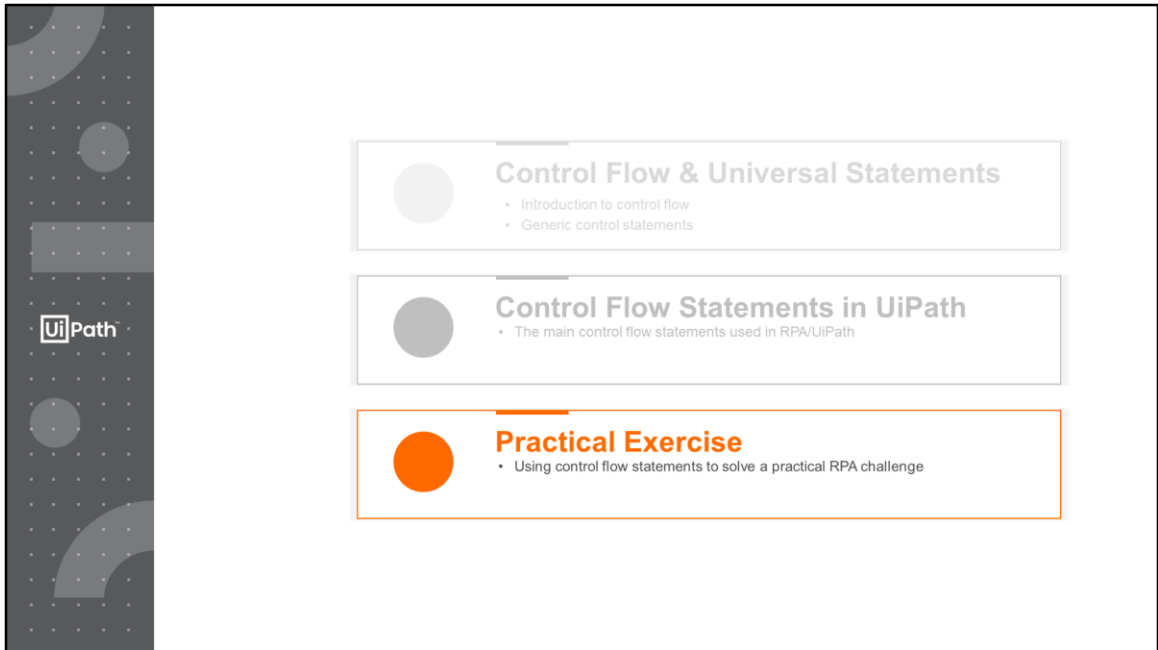 Control Flow & Universal Statements
• Introduction to control flow
• Generic control statements
Control Flow Statements in UiPath
• The main control flow statements used in RPA/UiPath
UiPath™
Practical Exercise
• Using control flow statements to solve a practical RPA challenge